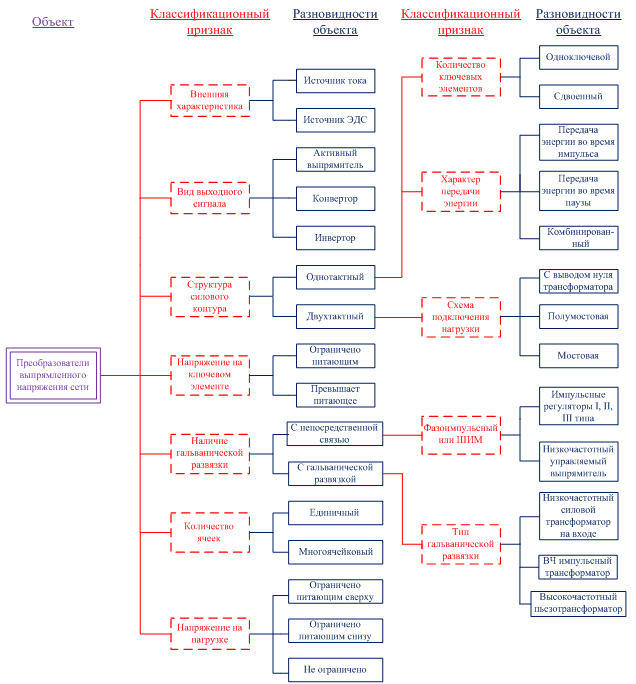 Объект
Классификационный
признак
Разновидности
объекта
Классификационный
признак
Разновидности
объекта
Преобразователи
выпрямленного
напряжения сети
Внешняя
характеристика
Источник тока
Источник ЭДС
Вид выходного
сигнала
Активный
выпрямитель
Конвертор
Инвертор
Структура
силового
контура
Однотактный
Двухтактный
Напряжение на
ключевом
элементе
Ограничено
питающим
Превышает
питающее
Наличие
гальванической
развязки
С непосредственной
связью
С гальванической
развязкой
Количество
ячеек
Единичный
Многоячейковый
Напряжение на
нагрузке
Ограничено
питающим сверху
Ограничено
питающим снизу
Не ограничено
Количество
ключевых
элементов
Одноключевой
Сдвоенный
Характер
передачи
энергии
Передача
энергии во время
импульса
Передача
энергии во время
паузы
Комбинирован-
ный
Схема
подключения
нагрузки
С выводом нуля
трансформатора
Полумостовая
Мостовая
Фазоимпульсный
или ШИМ
Импульсные
регуляторы I, II,
III типа
Низкочастотный
управляемый
выпрямитель
Тип
гальванической
развязки
Низкочастотный
силовой
трансформатор
на входе
ВЧ импульсный
трансформатор
Высокочастотный
пьезотрансформатор